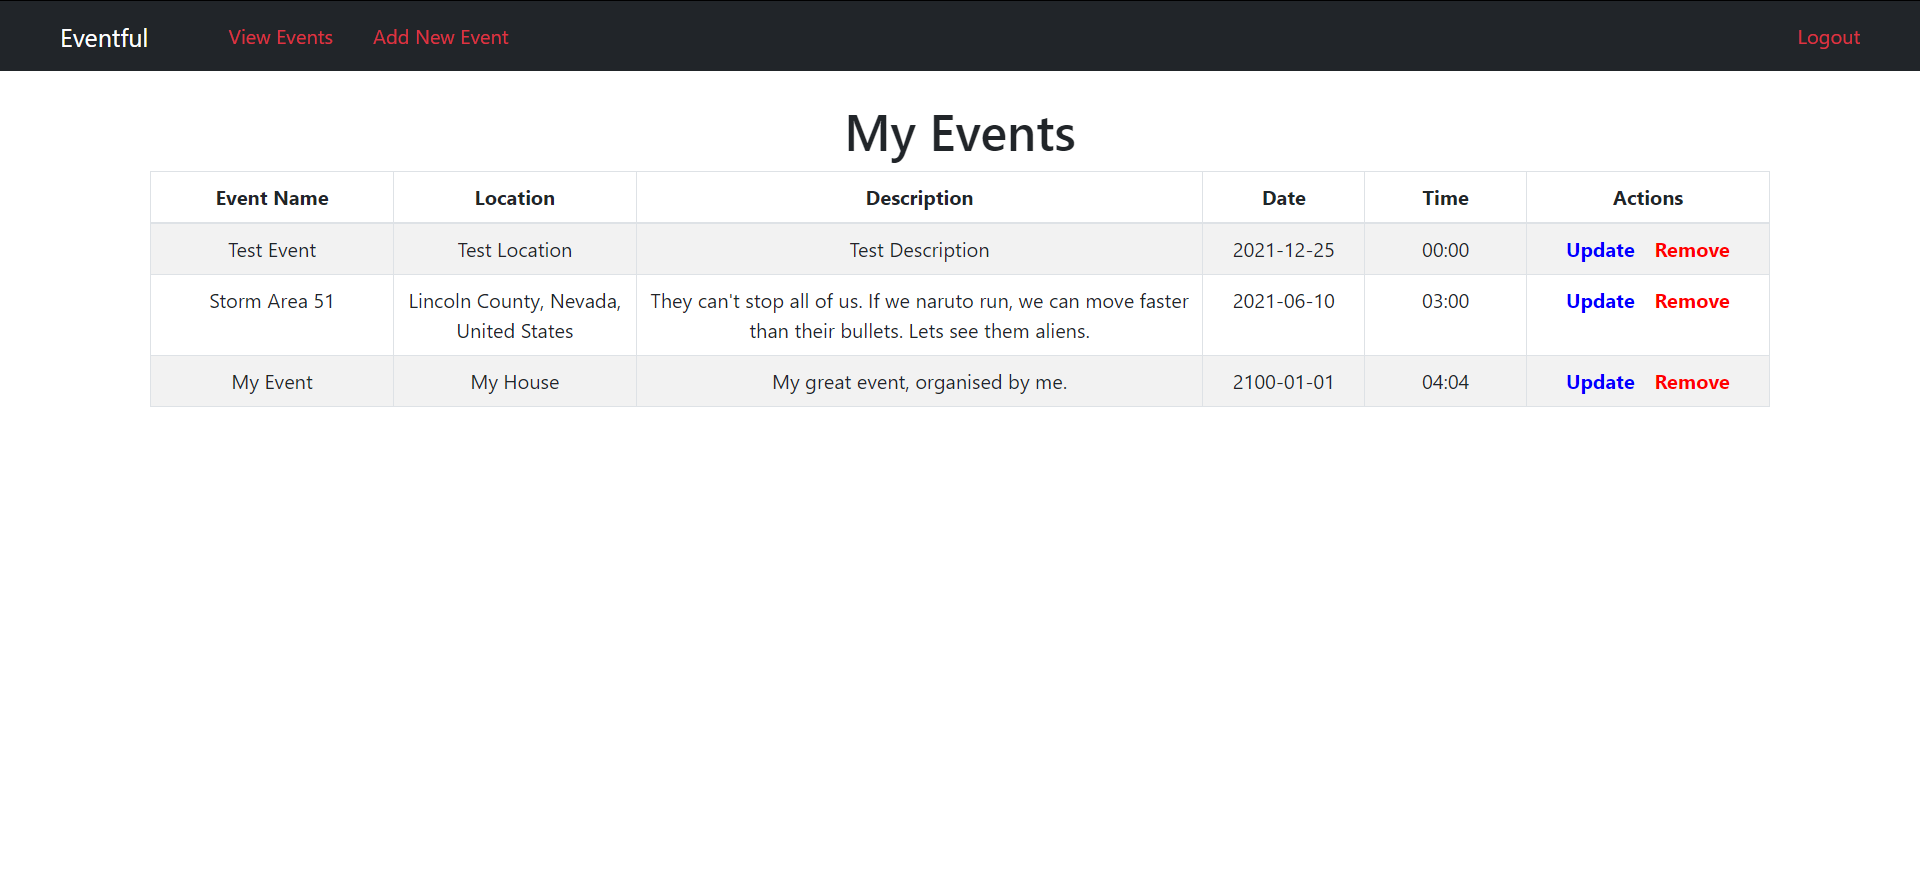 Eventful View Events Add New Event Logout
My Events
Event Name Location Description Date Time Actions
Test Event Test Location Test Description 2021-12-25 00:00 Update Remove
Storm Area 51 Lincoln County, Nevada, They can't stop all of us. If we naruto run, we can move faster 2021-06-10 03:00 Update Remove
United States than their bullets. Lets see them aliens.
My Event My House My great event, organised by me. 2100-01-01 04:04 Update Remove